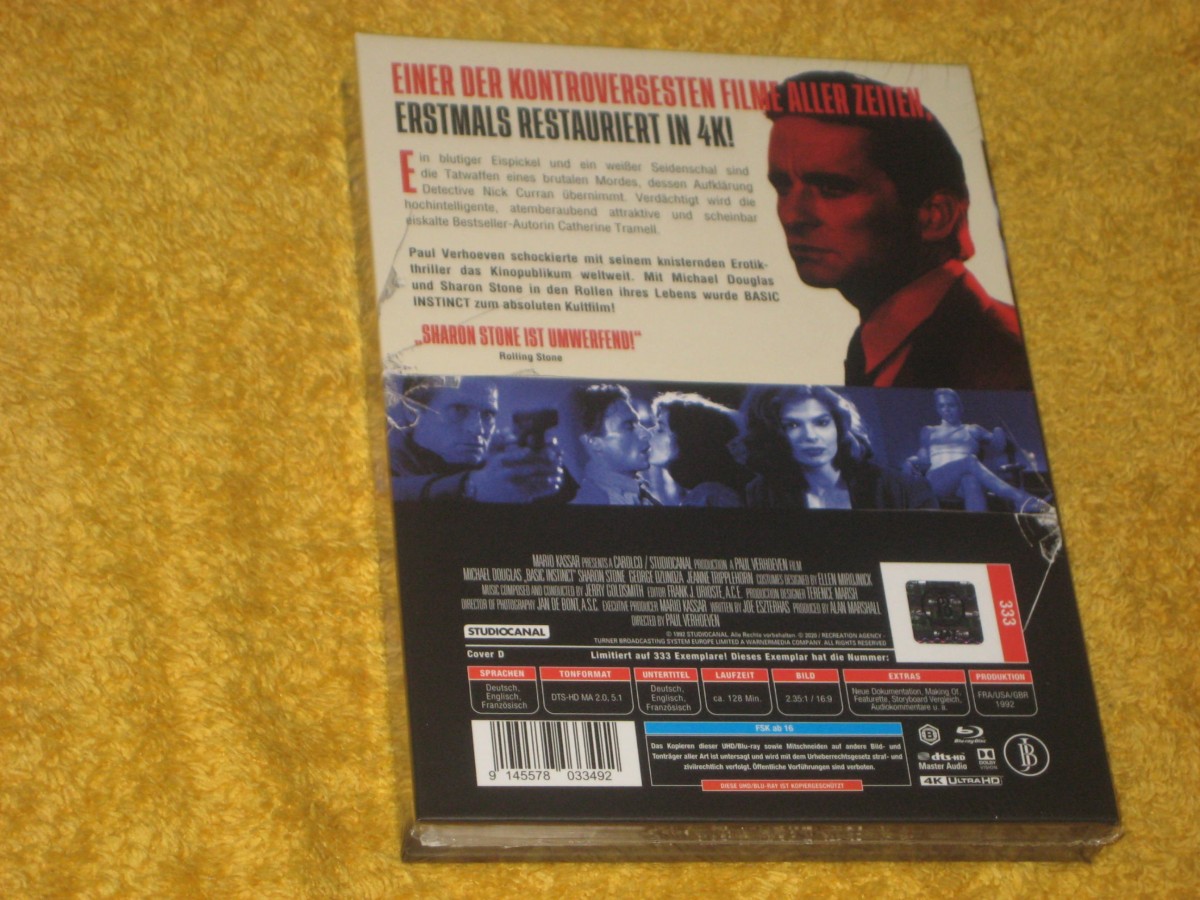 EINER DER KONTROVERSESTEN FILME ALLER ZEITEN.
ERSTMALS RESTAURIERT IN 4K!
Ein blutiger Eispickel und ein weißer Seidenschal sind
die Tatwaffen eines brutalen Mordes, dessen Aufklärung
Detective Nick Curran übernimmt. Verdächtigt wird die
hochintelligente, atemberaubend attraktive und scheinbar
eiskalte Bestseller-Autorin Catherine Tramell.
Paul Verhoeven schockierte mit seinem knisternden Erotik-
thriller das Kinopublikum weltweit. Mit Michael Douglas
und Sharon Stone in den Rollen ihres Lebens wurde BASIC
INSTINCT zum absoluten Kultfilm!
„SHARON STONE IST UMWERFEND!“
Rolling Stone
MARIO KASSAR PRESENTS A CAROLCO / STUDIOCANAL PRODUCTION A PAUL VERHOEVEN FILM
MICHAEL DOUGLAS „BASIC INSTINCT“ SHARON STONE GEORGE DZUNDZA JEANNE TRIPPLEHORN COSTUMES DESIGNED BY ELLEN MIROJNICK
MUSIC COMPOSED AND CONDUCTED BY JERRY GOLDSMITH EDITOR FRANK J. URIOSTE, A.C.E. PRODUCTION DESIGNER TERENCE MARSH
DIRECTOR OF PHOTOGRAPHY JAN DE BONT, A.S.C. EXECUTIVE PRODUCER MARIO KASSAR WRITTEN BY JOE ESZTERHAS PRODUCED BY ALAN MARSHALL
DIRECTED BY PAUL VERHOEVEN
STUDIOCANAL
© 1992 STUDIOCANAL. Alle Rechte vorbehalten. © 2020 / RECREATION AGENCY -
TURNER BROADCASTING SYSTEM EUROPE LIMITED A WARNERMEDIA COMPANY. ALL RIGHTS RESERVED
333
Cover D
Limitiert auf 333 Exemplare! Dieses Exemplar hat die Nummer:
SPRACHEN
Deutsch,
Englisch,
Französisch
TONFORMAT
DTS-HD MA 2.0, 5.1
UNTERTITEL
Deutsch,
Englisch,
Französisch
LAUFZEIT
ca. 128 Min.
BILD
2.35:1 / 16:9
EXTRAS
Neue Dokumentation, Making Of,
Featurette, Storyboard Vergleich,
Audiokommentare u. a.
PRODUKTION
FRA/USA/GBR
1992
9 145578 033492
FSK ab 16
Das Kopieren dieser UHD/Blu-ray sowie Mitschneiden auf andere Bild- und
Tonträger aller Art ist untersagt und wird mit dem Urheberrechtsgesetz straf- und
zivilrechtlich verfolgt. Öffentliche Vorführungen sind verboten.
DIESE UHD/BLU-RAY IST KOPIERGESCHÜTZT
B
Blu-ray Disc
dts-HD
Master Audio
DOLBY
VISION
4K ULTRA HD
JB